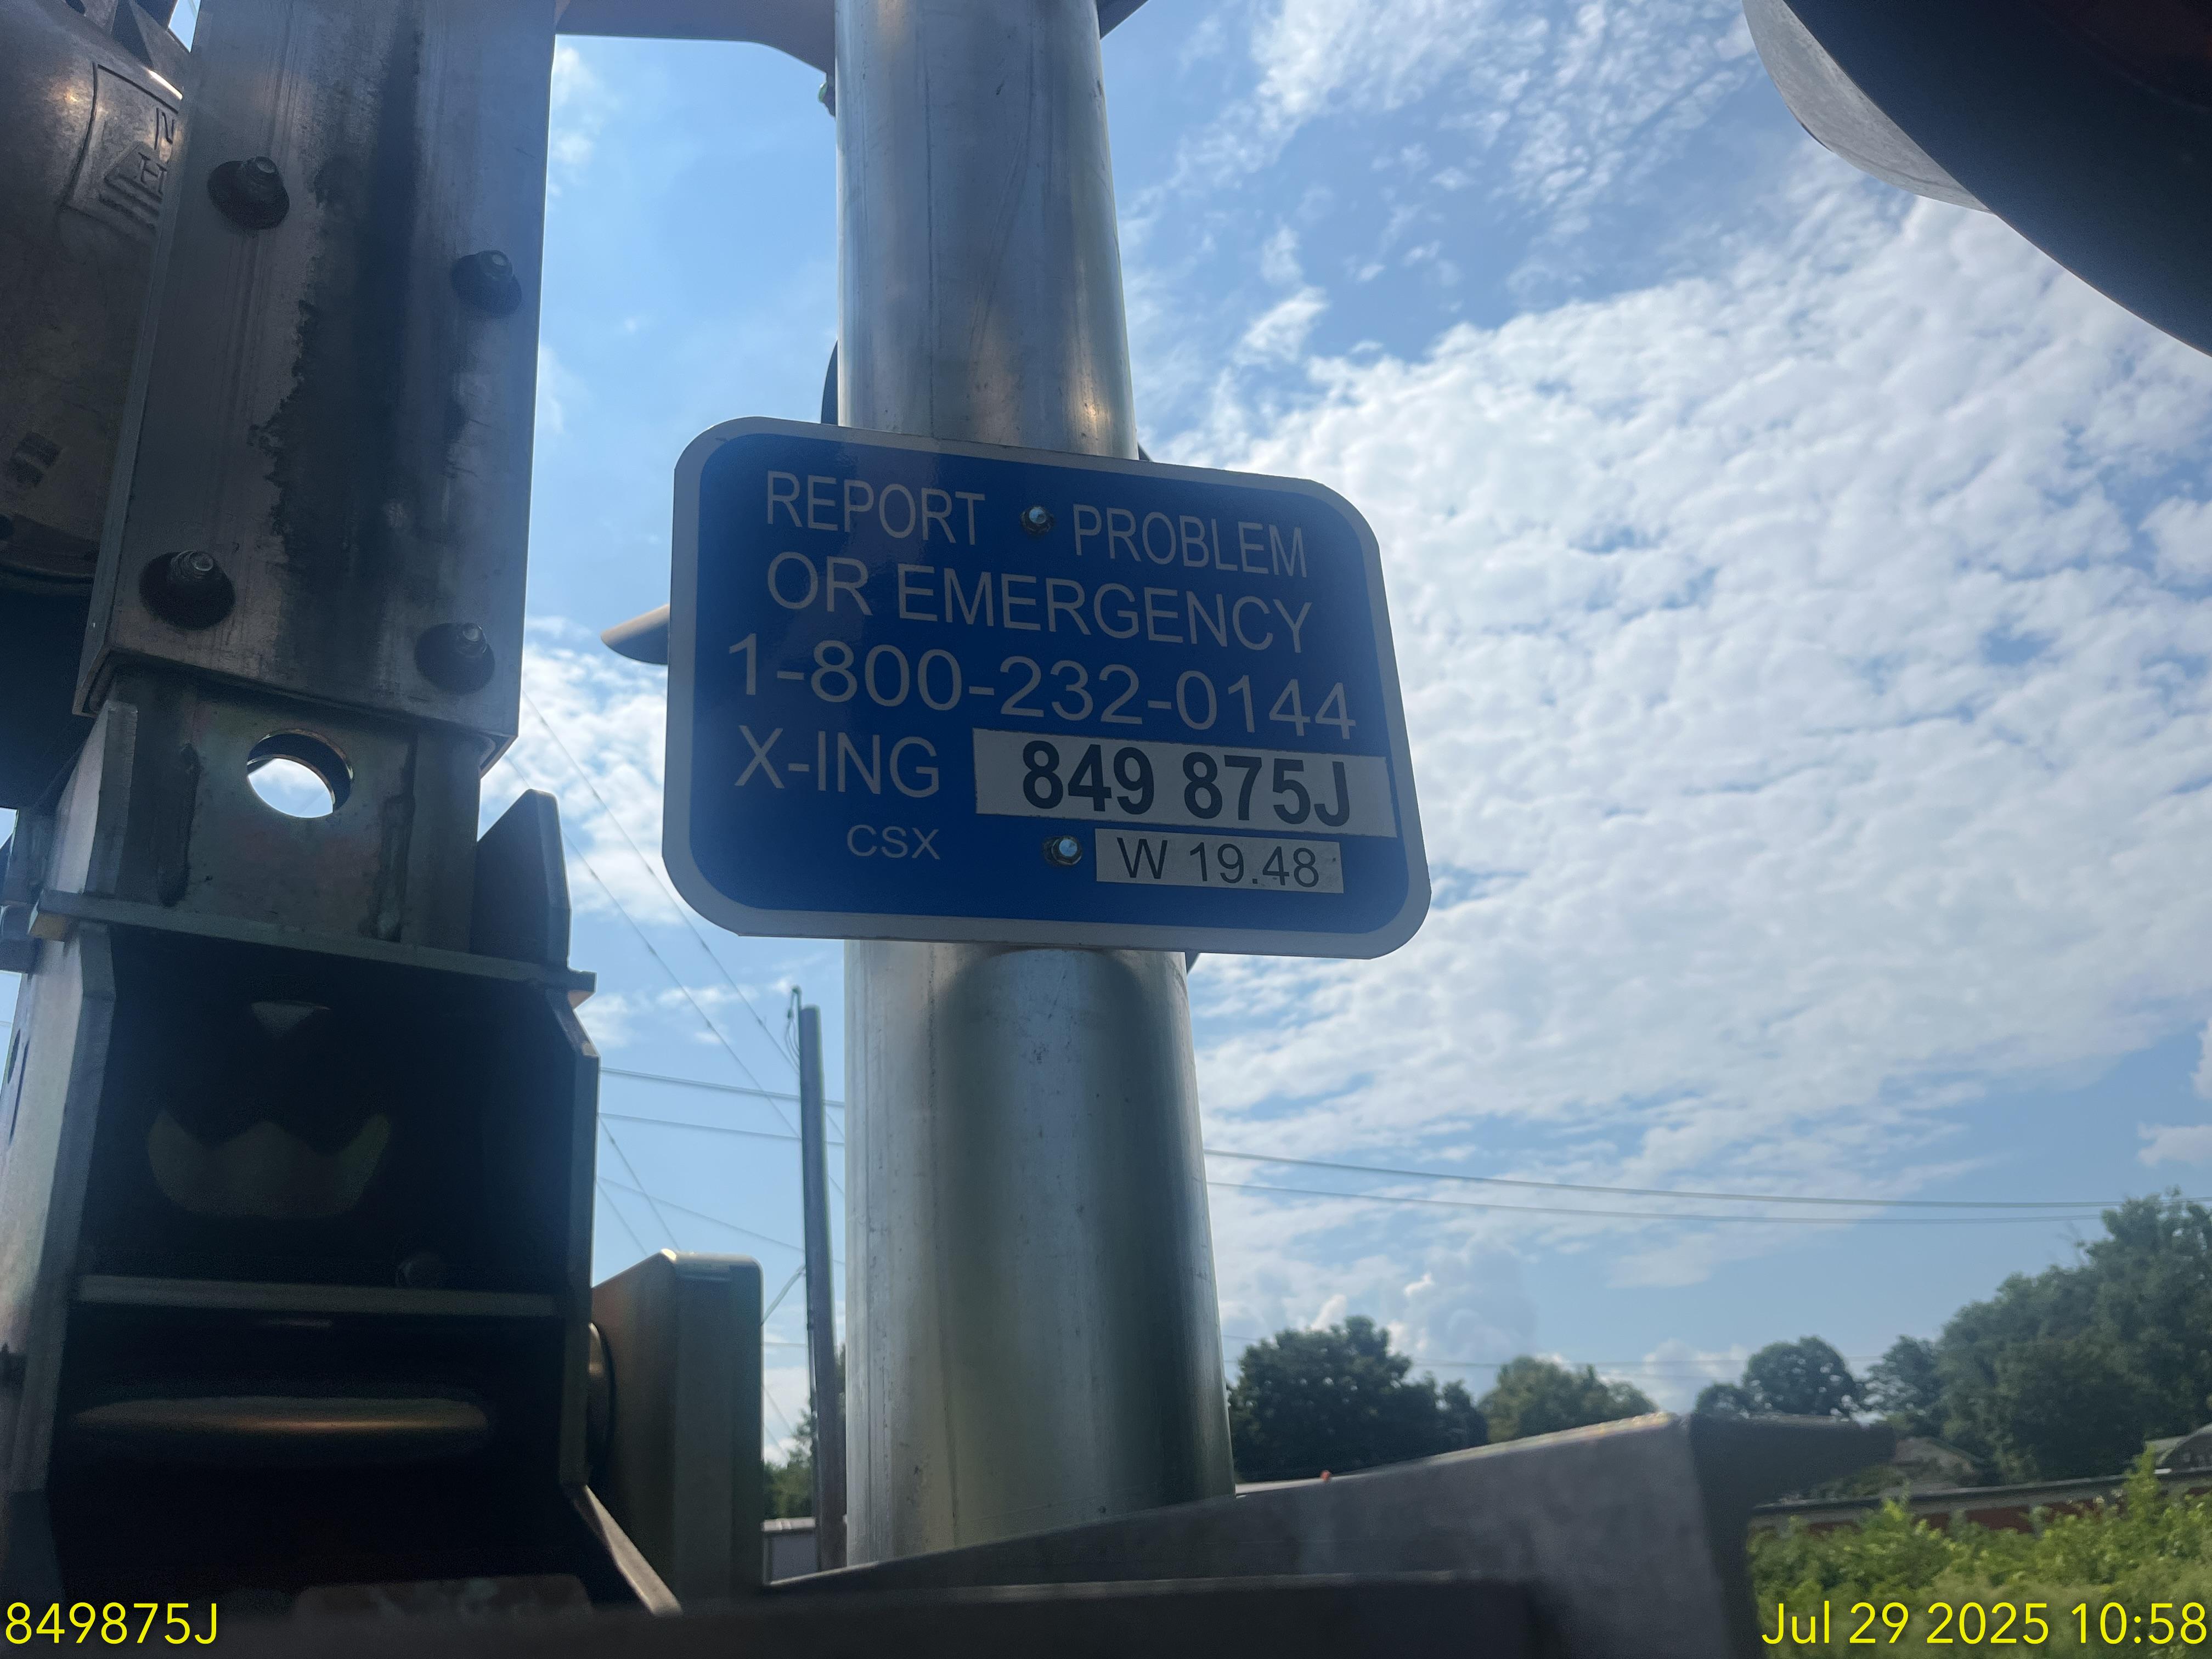 REPORT PROBLEM
OR EMERGENCY
1-800-232-0144
X-ING 849 875J
CSX W 19.48
849875J
Jul 29 2025 10:58